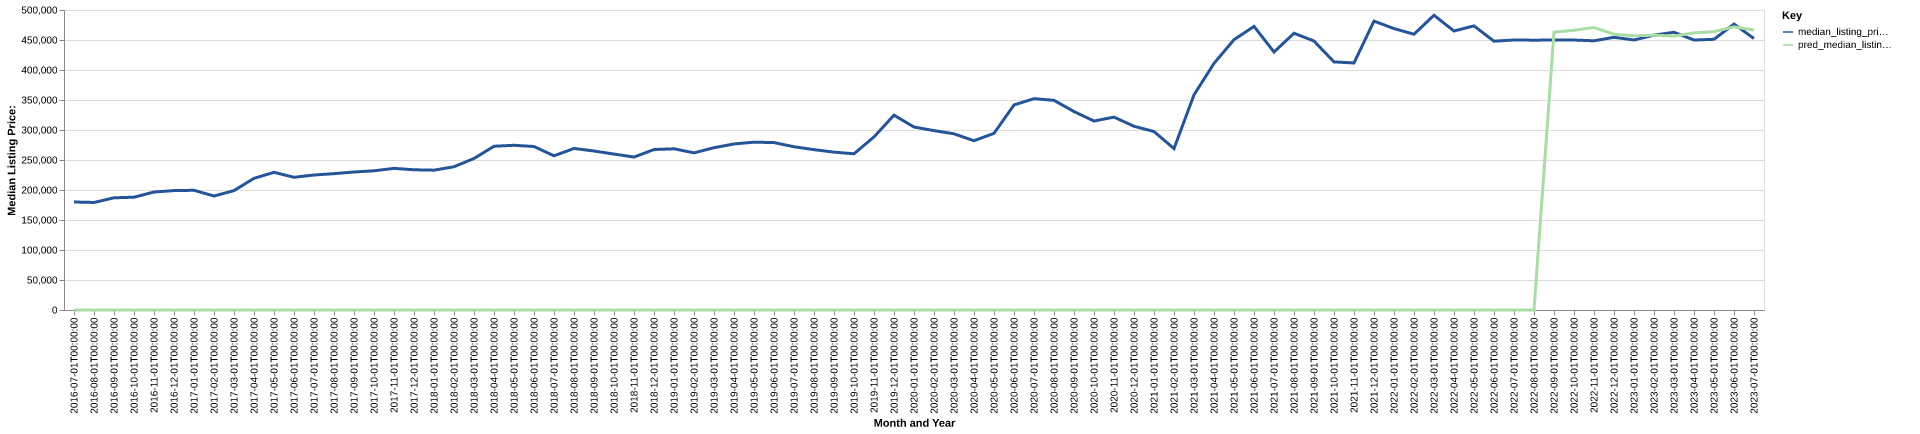 500,000
450,000
400,000
350,000
300,000
250,000
200,000
150,000
100,000
50,000
0
Median Listing Price:
2016-07-01T00:00:00
2016-08-01T00:00:00
2016-09-01T00:00:00
2016-10-01T00:00:00
2016-11-01T00:00:00
2016-12-01T00:00:00
2017-01-01T00:00:00
2017-02-01T00:00:00
2017-03-01T00:00:00
2017-04-01T00:00:00
2017-05-01T00:00:00
2017-06-01T00:00:00
2017-07-01T00:00:00
2017-08-01T00:00:00
2017-09-01T00:00:00
2017-10-01T00:00:00
2017-11-01T00:00:00
2017-12-01T00:00:00
2018-01-01T00:00:00
2018-02-01T00:00:00
2018-03-01T00:00:00
2018-04-01T00:00:00
2018-05-01T00:00:00
2018-06-01T00:00:00
2018-07-01T00:00:00
2018-08-01T00:00:00
2018-09-01T00:00:00
2018-10-01T00:00:00
2018-11-01T00:00:00
2018-12-01T00:00:00
2019-01-01T00:00:00
2019-02-01T00:00:00
2019-03-01T00:00:00
2019-04-01T00:00:00
2019-05-01T00:00:00
2019-06-01T00:00:00
2019-07-01T00:00:00
2019-08-01T00:00:00
2019-09-01T00:00:00
2019-10-01T00:00:00
2019-11-01T00:00:00
2019-12-01T00:00:00
2020-01-01T00:00:00
2020-02-01T00:00:00
2020-03-01T00:00:00
2020-04-01T00:00:00
2020-05-01T00:00:00
2020-06-01T00:00:00
2020-07-01T00:00:00
2020-08-01T00:00:00
2020-09-01T00:00:00
2020-10-01T00:00:00
2020-11-01T00:00:00
2020-12-01T00:00:00
2021-01-01T00:00:00
2021-02-01T00:00:00
2021-03-01T00:00:00
2021-04-01T00:00:00
2021-05-01T00:00:00
2021-06-01T00:00:00
2021-07-01T00:00:00
2021-08-01T00:00:00
2021-09-01T00:00:00
2021-10-01T00:00:00
2021-11-01T00:00:00
2021-12-01T00:00:00
2022-01-01T00:00:00
2022-02-01T00:00:00
2022-03-01T00:00:00
2022-04-01T00:00:00
2022-05-01T00:00:00
2022-06-01T00:00:00
2022-07-01T00:00:00
2022-08-01T00:00:00
2022-09-01T00:00:00
2022-10-01T00:00:00
2022-11-01T00:00:00
2022-12-01T00:00:00
2023-01-01T00:00:00
2023-02-01T00:00:00
2023-03-01T00:00:00
2023-04-01T00:00:00
2023-05-01T00:00:00
2023-06-01T00:00:00
2023-07-01T00:00:00
Month and Year
Key
median_listing_pri…
pred_median_listin…